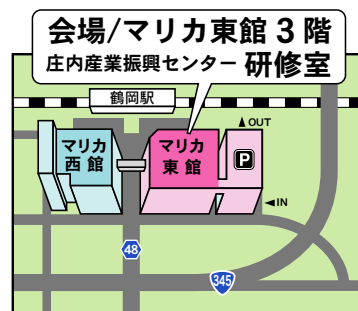 会場/マリカ東館3階
庄内産業振興センター 研修室
鶴岡駅
▲OUT
マリカ
西館
マリカ
東館
P
◀IN
48
345